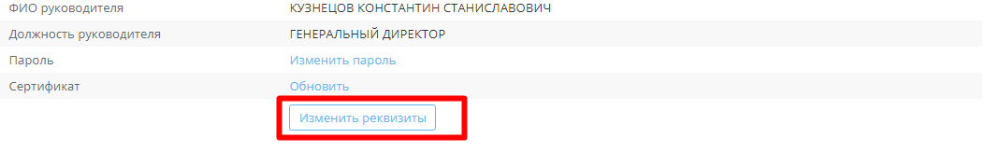 ФИО руководителя КУЗНЕЦОВ КОНСТАНТИН СТАНИСЛАВОВИЧ
Должность руководителя ГЕНЕРАЛЬНЫЙ ДИРЕКТОР
Пароль Изменить пароль
Сертификат Обновить
Изменить реквизиты